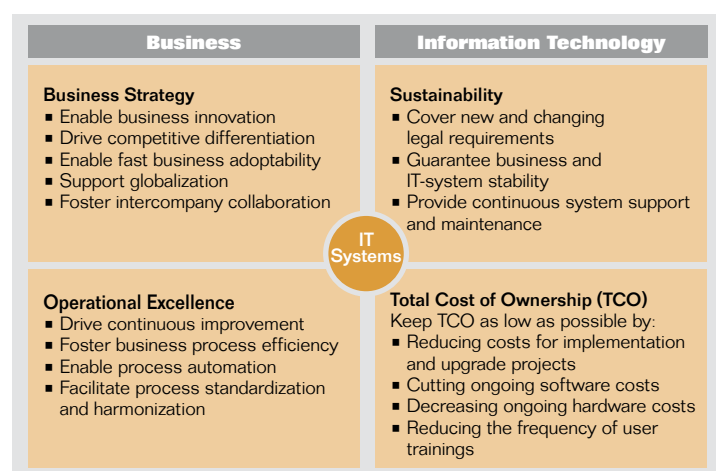 Business
Information Technology
Business Strategy
▪ Enable business innovation
▪ Drive competitive differentiation
▪ Enable fast business adoptability
▪ Support globalization
▪ Foster intercompany collaboration
Sustainability
▪ Cover new and changing
legal requirements
▪ Guarantee business and
IT-system stability
▪ Provide continuous system support
and maintenance
IT
Systems
Operational Excellence
▪ Drive continuous improvement
▪ Foster business process efficiency
▪ Enable process automation
▪ Facilitate process standardization
and harmonization
Total Cost of Ownership (TCO)
Keep TCO as low as possible by:
▪ Reducing costs for implementation
and upgrade projects
▪ Cutting ongoing software costs
▪ Decreasing ongoing hardware costs
▪ Reducing the frequency of user
trainings